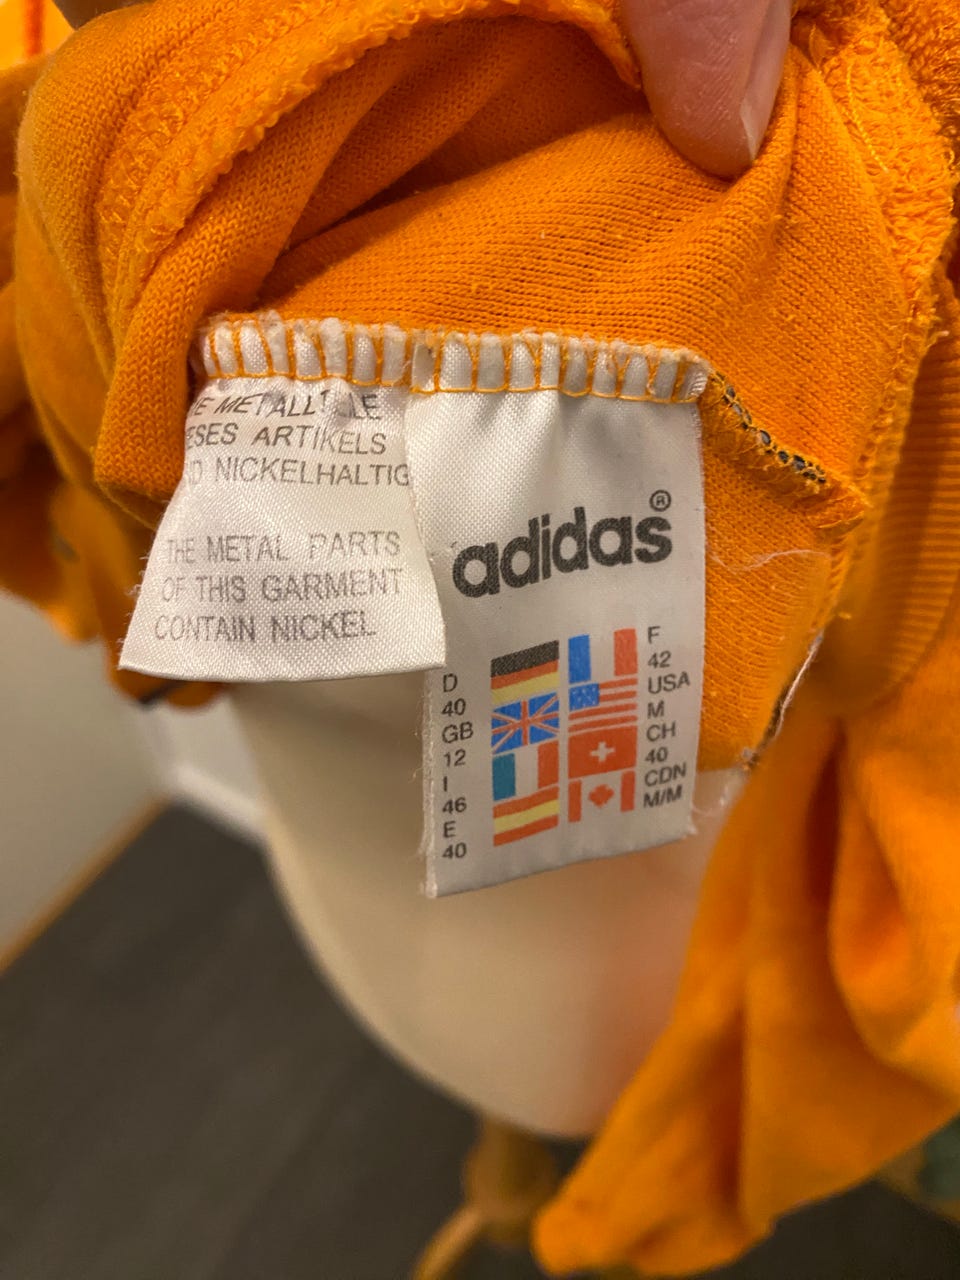 METALLTEILE
ARTIKELS
NICKELHALTIG
THE METAL PARTS
OF THIS GARMENT
CONTAIN NICKEL
adidas®
D
40
GB
12
I
46
E
40
F
42
USA
M
CH
40
CDN
M/M